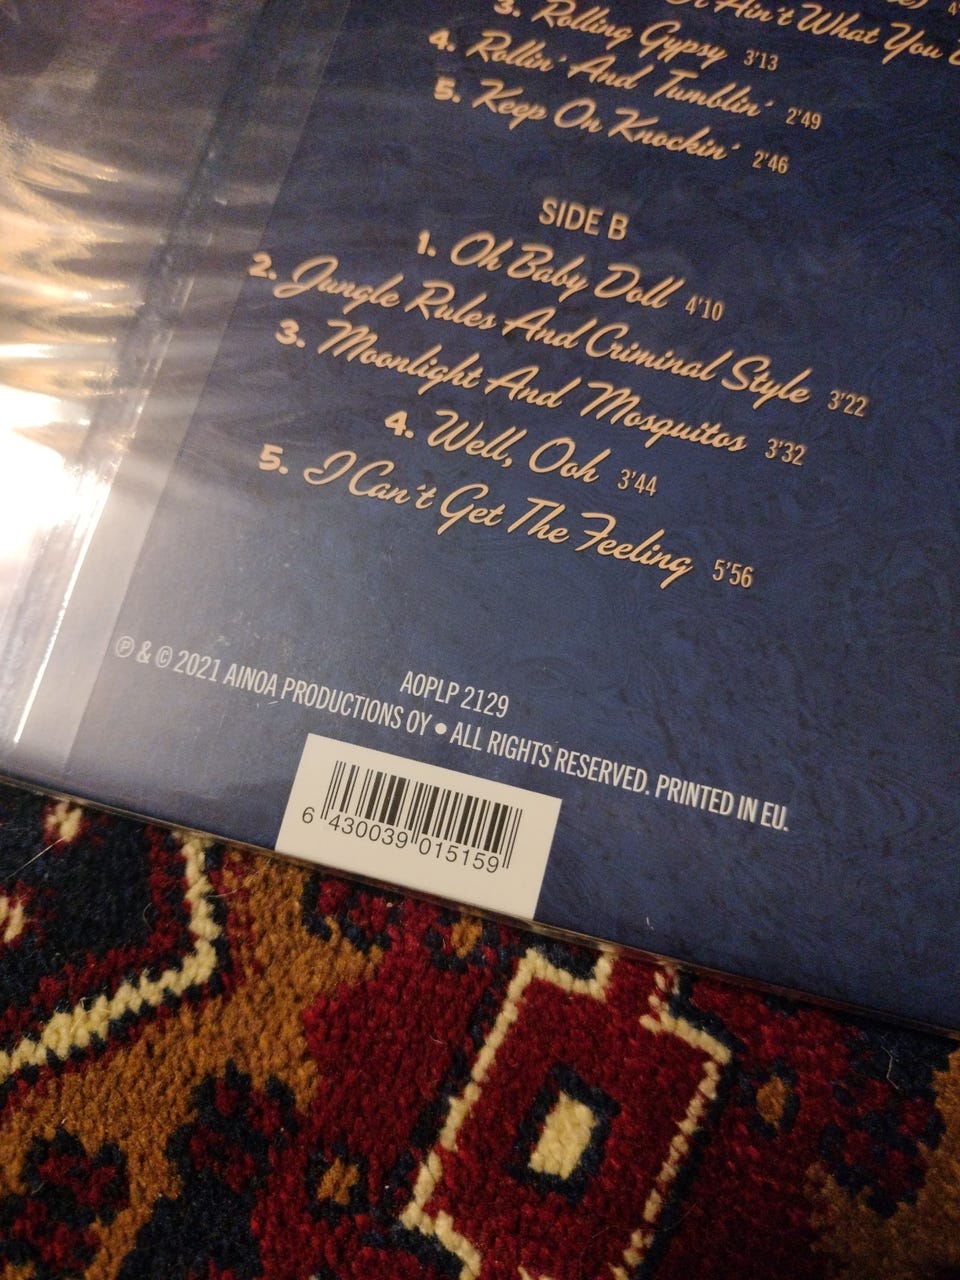 Ain't What You
3. Rolling Gypsy 3'13
4. Rollin' And Tumblin' 2'49
5. Keep On Knockin' 2'46
SIDE B
1. Oh Baby Doll 4'10
2. Jungle Rules And Criminal Style 3'22
3. Moonlight And Mosquitos 3'32
4. Well, Ooh 3'44
5. I Can't Get The Feeling 5'56
AOPLP 2129
℗ & © 2021 AINOA PRODUCTIONS OY • ALL RIGHTS RESERVED. PRINTED IN EU.
6 430039 015159